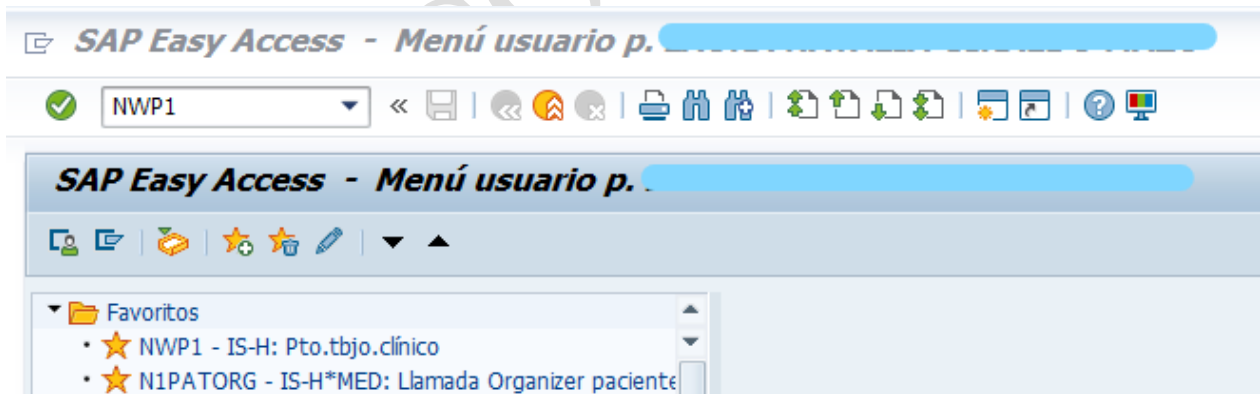 SAP Easy Access - Menú usuario p.
NWP1
SAP Easy Access - Menú usuario p.
Favoritos
NWP1 - IS-H: Pto.tbjo.clínico
N1PATORG - IS-H*MED: Llamada Organizer paciente